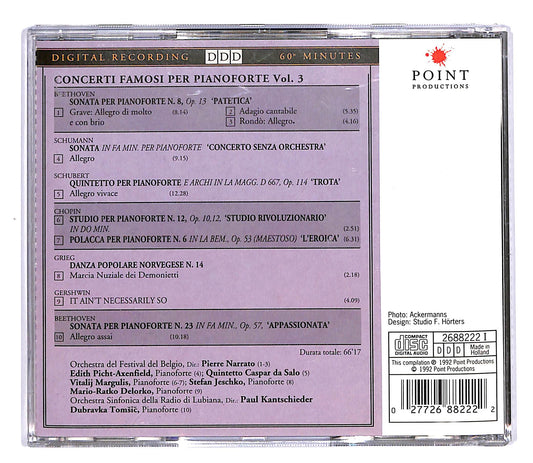 DIGITAL RECORDING DDD 60" MINUTES
CONCERTI FAMOSI PER PIANOFORTE Vol. 3
BEETHOVEN
SONATA PER PIANOFORTE N. 8, Op. 13 'PATETICA'
1 Grave: Allegro di molto e con brio (8.14)
2 Adagio cantabile (5.35)
3 Rondò: Allegro. (4.16)
SCHUMANN
SONATA IN FA MIN. PER PIANOFORTE 'CONCERTO SENZA ORCHESTRA'
4 Allegro (9.15)
SCHUBERT
QUINTETTO PER PIANOFORTE E ARCHI IN LA MAGG. D 667, Op. 114 'TROTA'
5 Allegro vivace (12.28)
CHOPIN
6 STUDIO PER PIANOFORTE N. 12, Op. 10,12, 'STUDIO RIVOLUZIONARIO'
IN DO MIN. (2.51)
7 POLACCA PER PIANOFORTE N. 6 IN LA BEM., Op. 53 (MAESTOSO) 'L'EROICA' (6.31)
GRIEG
DANZA POPOLARE NORVEGESE N. 14
8 Marcia Nuziale dei Demonietti (2.18)
GERSHWIN
9 IT AIN'T NECESSARILY SO (4.09)
BEETHOVEN
SONATA PER PIANOFORTE N. 23 IN FA MIN., Op. 57, 'APPASSIONATA'
10 Allegro assai (10.18)
Durata totale: 66'17
Orchestra del Festival del Belgio, Dir.: Pierre Narrato (1-3)
Edith Picht-Axenfeld, Pianoforte (4); Quintetto Caspar da Salo (5)
Vitalij Margulis, Pianoforte (6-7); Stefan Jeschko, Pianoforte (8)
Mario-Ratko Delorko, Pianoforte (9)
Orchestra Sinfonica della Radio di Lubiana, Dir.: Paul Kantschieder
Dubravka Tomšič, Pianoforte (10)
POINT
PRODUCTIONS
Photo: Ackermanns
Design: Studio F. Hörters
COMPACT
disc
DIGITAL AUDIO
2688222 I
DDD
Made in
Holland
This compilation ℗ 1992 Point Productions
© 1992 Point Productions
0 27726 88222 2